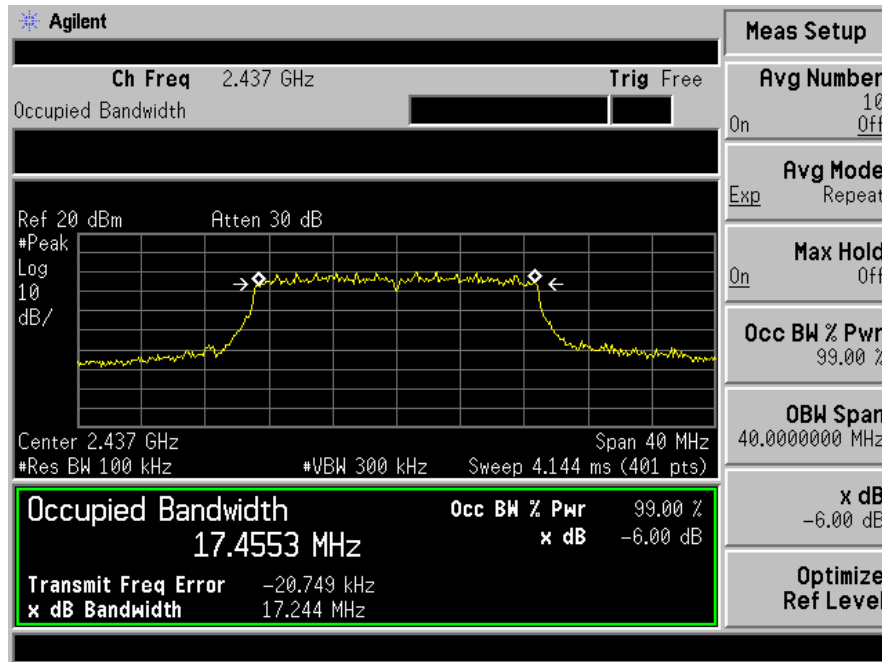 Agilent
Meas Setup
Ch Freq 2.437 GHz Trig Free
Occupied Bandwidth
Avg Number
10
On Off
Avg Mode
Exp Repeat
Ref 20 dBm Atten 30 dB
#Peak
Log
10
dB/
Max Hold
On Off
Occ BW % Pwr
99.00 %
OBW Span
40.0000000 MHz
Center 2.437 GHz Span 40 MHz
#Res BW 100 kHz #VBW 300 kHz Sweep 4.144 ms (401 pts)
Occupied Bandwidth Occ BW % Pwr 99.00 %
17.4553 MHz x dB -6.00 dB
Transmit Freq Error -20.749 kHz
x dB Bandwidth 17.244 MHz
x dB
-6.00 dB
Optimize
Ref Level